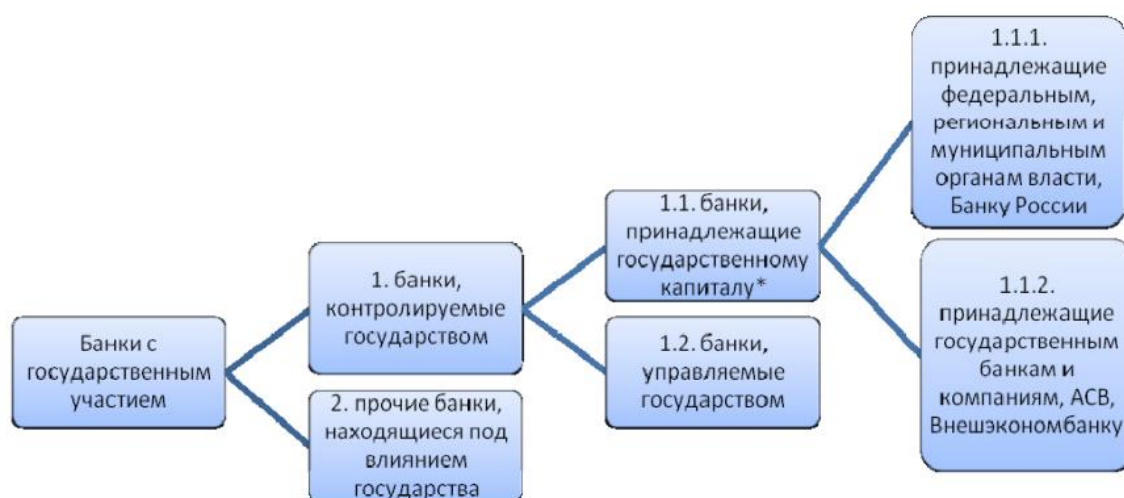 Банки с
государственным
участием
1. банки,
контролируемые
государством
2. прочие банки,
находящиеся под
влиянием
государства
1.1. банки,
принадлежащие
государственному
капиталу*
1.2. банки,
управляемые
государством
1.1.1.
принадлежащие
федеральным,
региональным и
муниципальным
органам власти,
Банку России
1.1.2.
принадлежащие
государственным
банкам и
компаниям, АСВ,
Внешэкономбанку